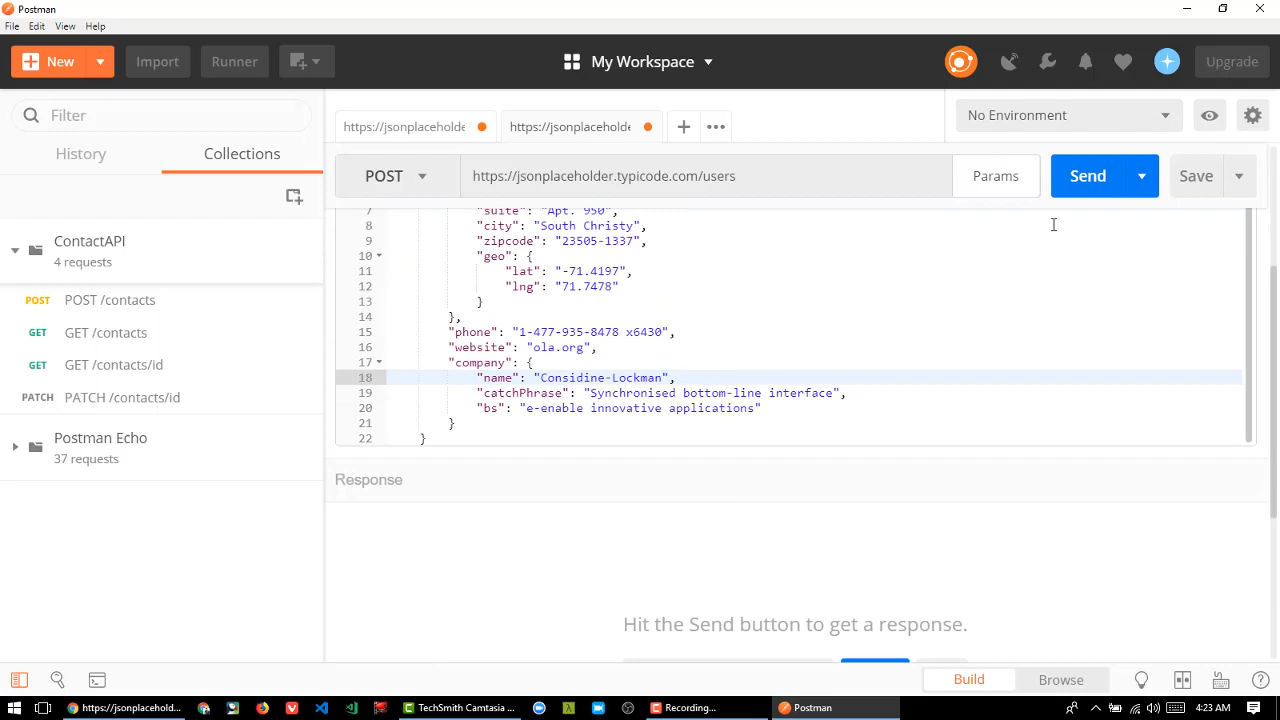 Postman
File Edit View Help
New Import Runner My Workspace Upgrade
Filter
History Collections
ContactAPI
4 requests
POST POST /contacts
GET GET /contacts
GET GET /contacts/id
PATCH PATCH /contacts/id
Postman Echo
37 requests
https://jsonplaceholde https://jsonplaceholde
No Environment
POST https://jsonplaceholder.typicode.com/users Params Send Save
7 "suite": "Apt. 950",
8 "city": "South Christy",
9 "zipcode": "23505-1337",
10 "geo": {
11 "lat": "-71.4197",
12 "lng": "71.7478"
13 }
14 },
15 "phone": "1-477-935-8478 x6430",
16 "website": "ola.org",
17 "company": {
18 "name": "Considine-Lockman",
19 "catchPhrase": "Synchronised bottom-line interface",
20 "bs": "e-enable innovative applications"
21 }
22 }
Response
Hit the Send button to get a response.
Build Browse
https://jsonplacehold... TechSmith Camtasia ... Recording... Postman 4:23 AM